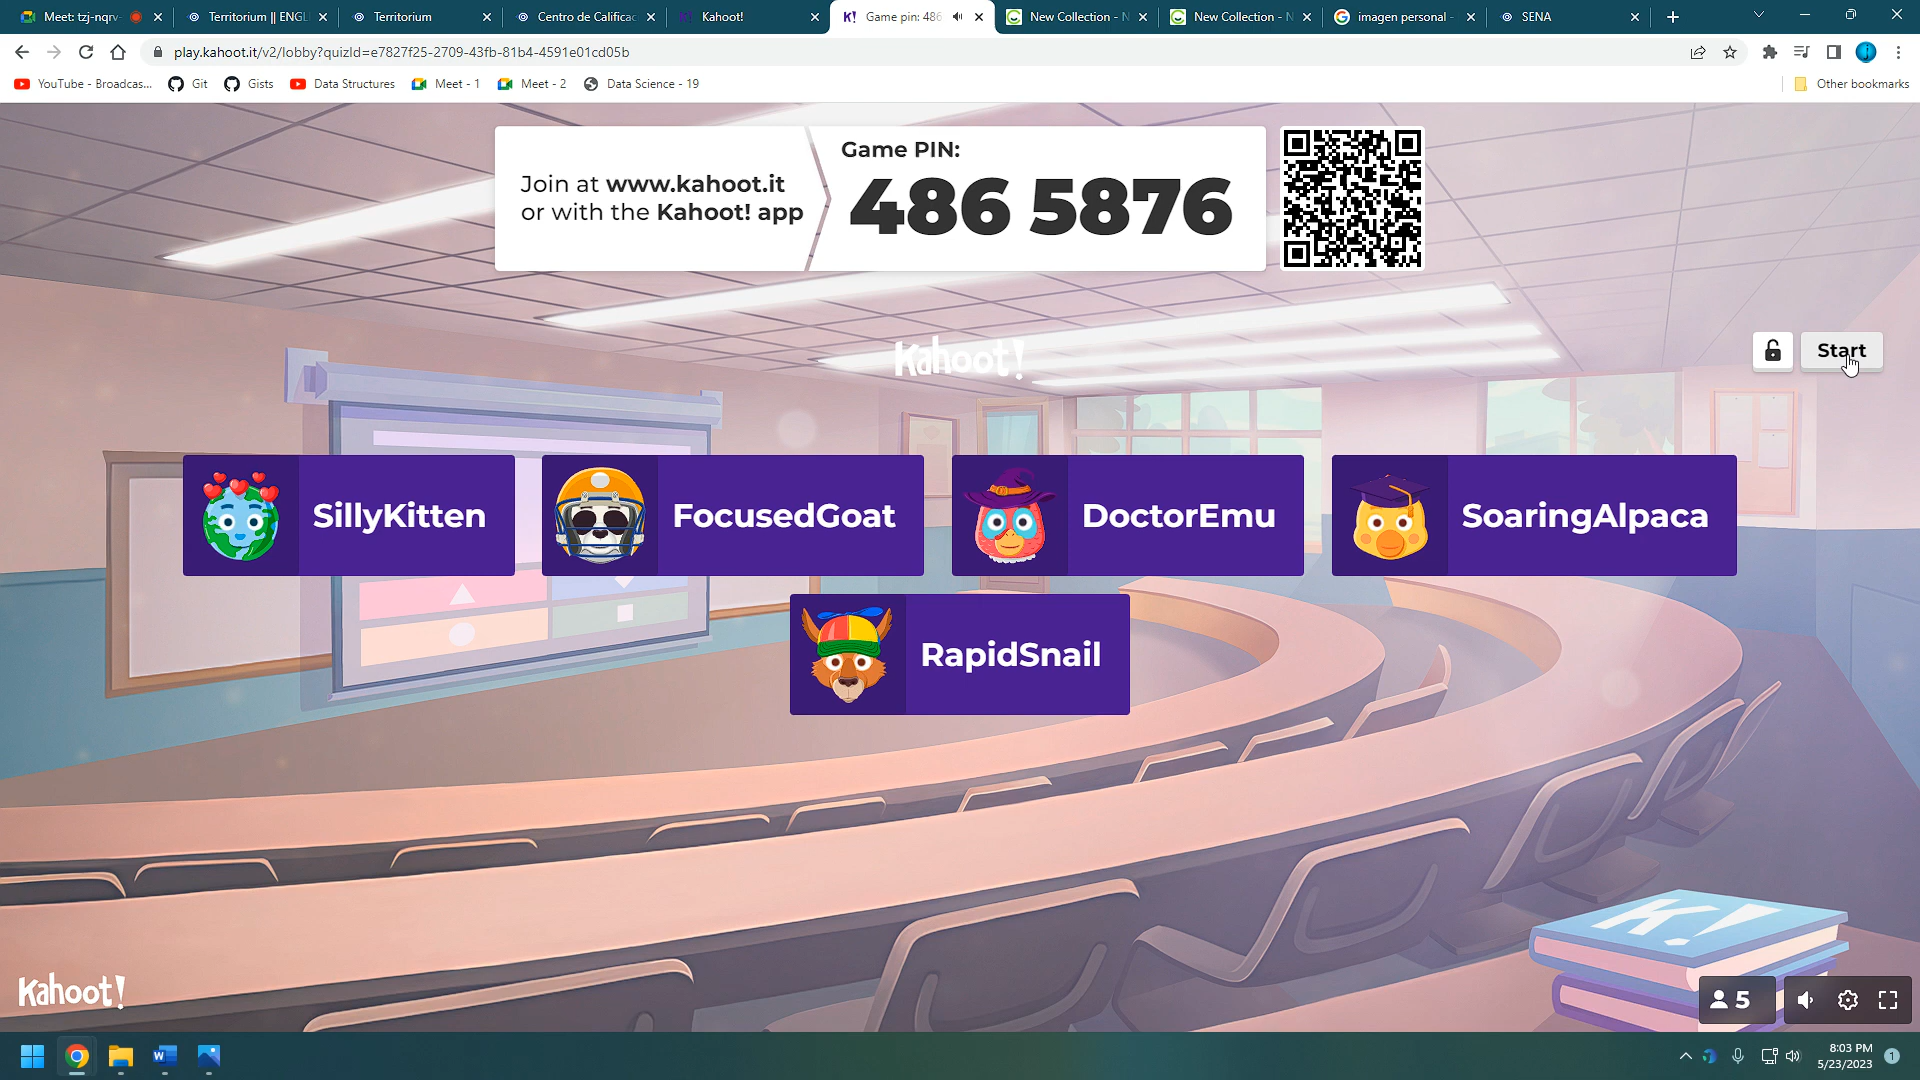 Meet: tzj-nqrv-
Territorium || ENGL
Territorium
Centro de Calificac
Kahoot!
Game pin: 486
New Collection - N
New Collection - N
imagen personal -
SENA
play.kahoot.it/v2/lobby?quizId=e7827f25-2709-43fb-81b4-4591e01cd05b
YouTube - Broadcas...
Git
Gists
Data Structures
Meet - 1
Meet - 2
Data Science - 19
Other bookmarks
Join at www.kahoot.it
or with the Kahoot! app
Game PIN:
486 5876
Kahoot!
Start
SillyKitten
FocusedGoat
DoctorEmu
SoaringAlpaca
RapidSnail
K!
Kahoot!
5
8:03 PM
5/23/2023
1